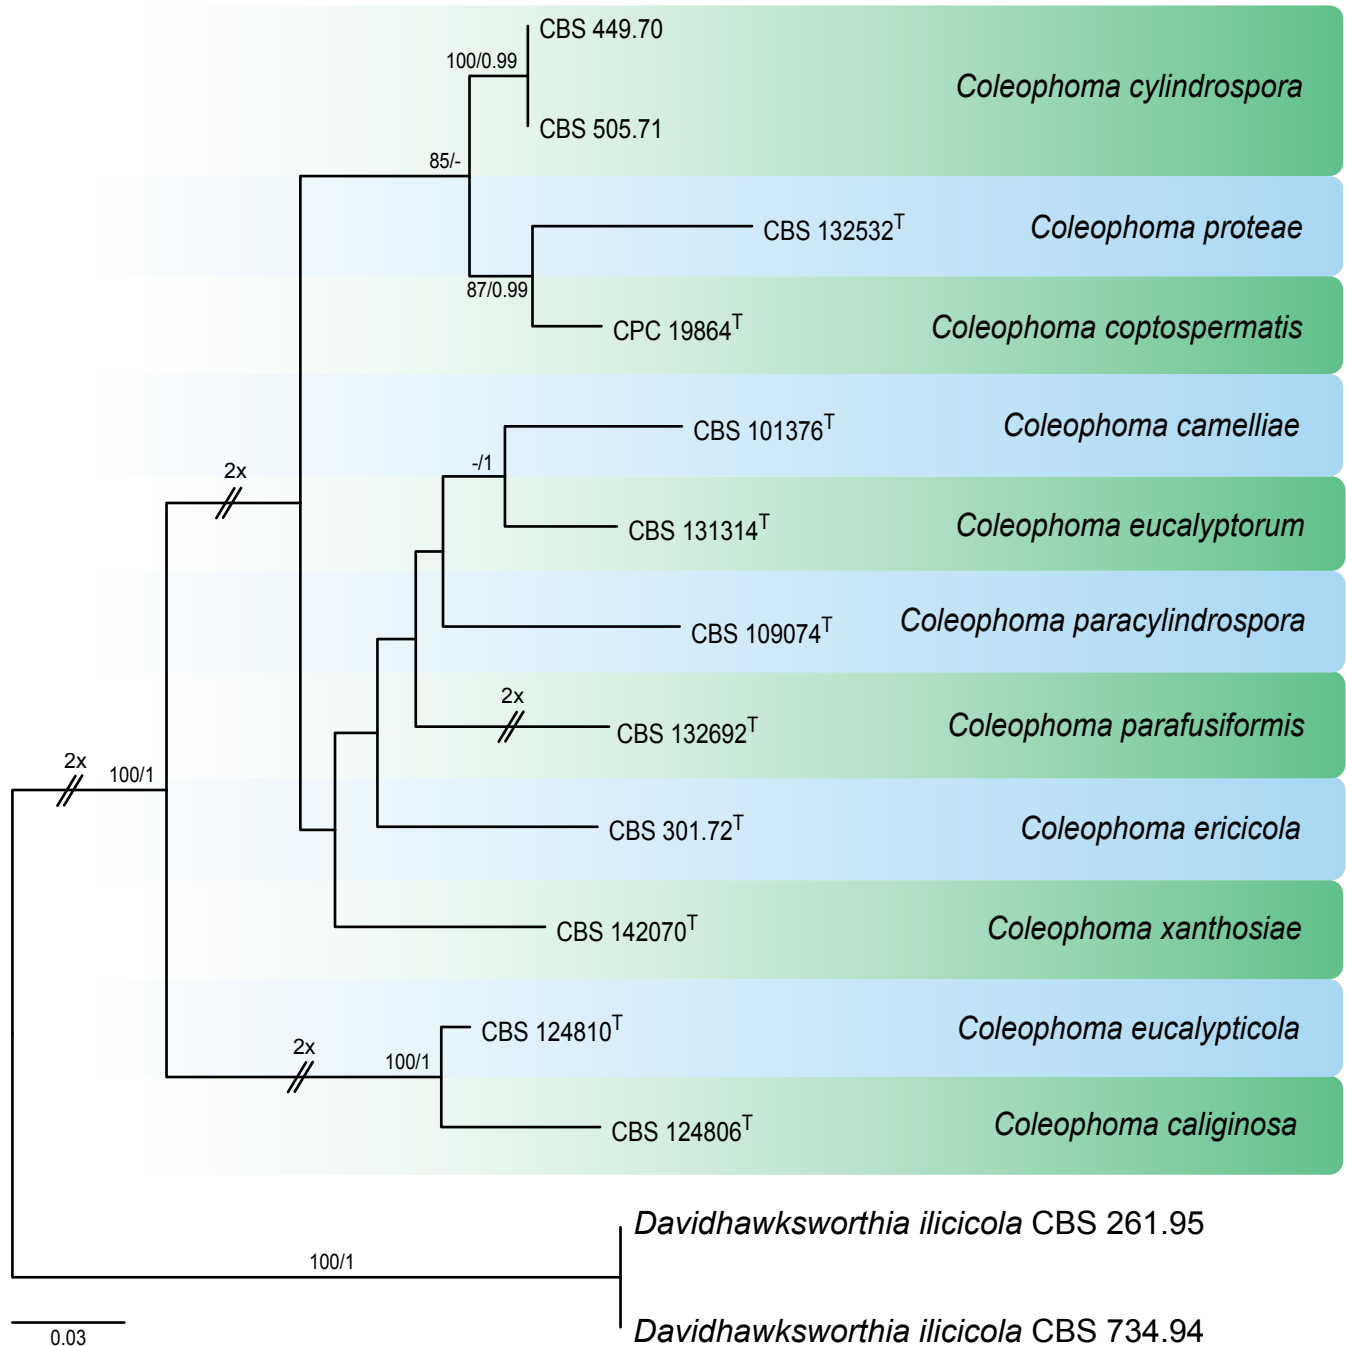 CBS 449.70
100/0.99
Coleophoma cylindrospora
CBS 505.71
85/-
CBS 132532T
Coleophoma proteae
87/0.99
CPC 19864T
Coleophoma coptospermatis
CBS 101376T
Coleophoma camelliae
-/1
2x
CBS 131314T
Coleophoma eucalyptorum
CBS 109074T
Coleophoma paracylindrospora
2x
CBS 132692T
Coleophoma parafusiformis
2x
100/1
CBS 301.72T
Coleophoma ericicola
CBS 142070T
Coleophoma xanthosiae
CBS 124810T
Coleophoma eucalypticola
2x
100/1
CBS 124806T
Coleophoma caliginosa
Davidhawksworthia ilicicola CBS 261.95
100/1
Davidhawksworthia ilicicola CBS 734.94
0.03